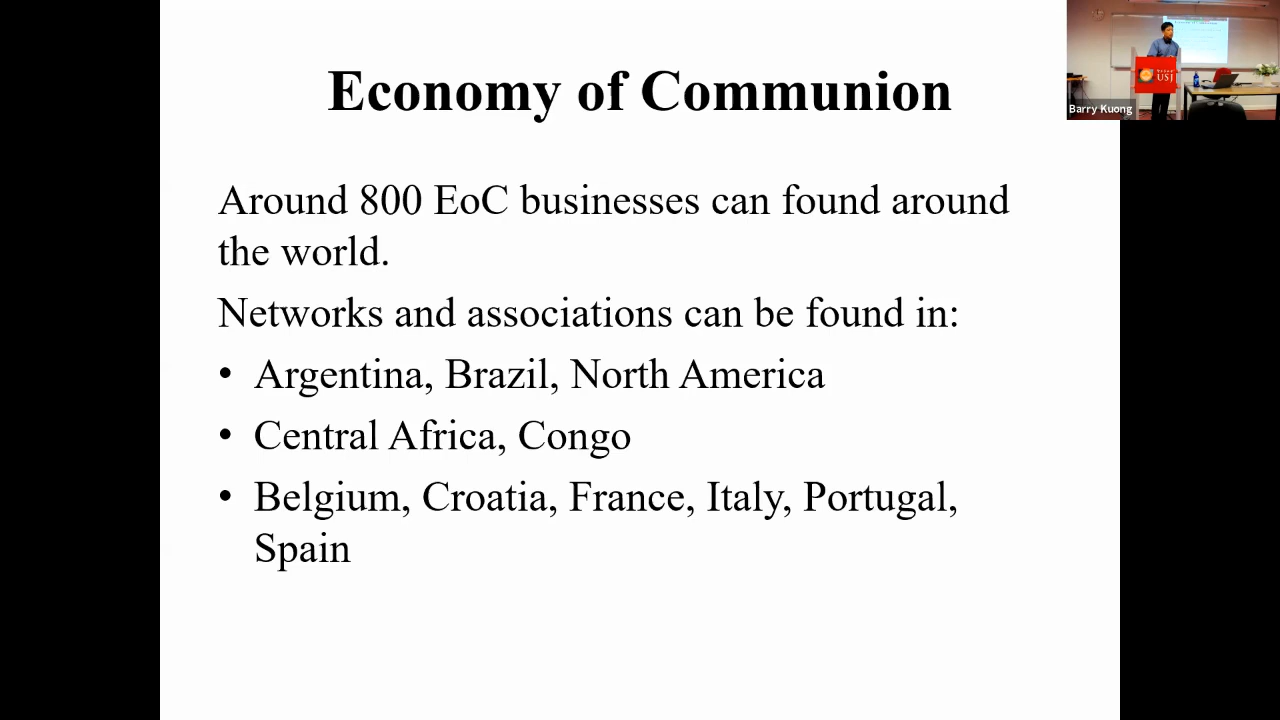 Economy of Communion
Around 800 EoC businesses can found around
the world.
Networks and associations can be found in:
• Argentina, Brazil, North America
• Central Africa, Congo
• Belgium, Croatia, France, Italy, Portugal,
Spain
USJ
Barry Kuong